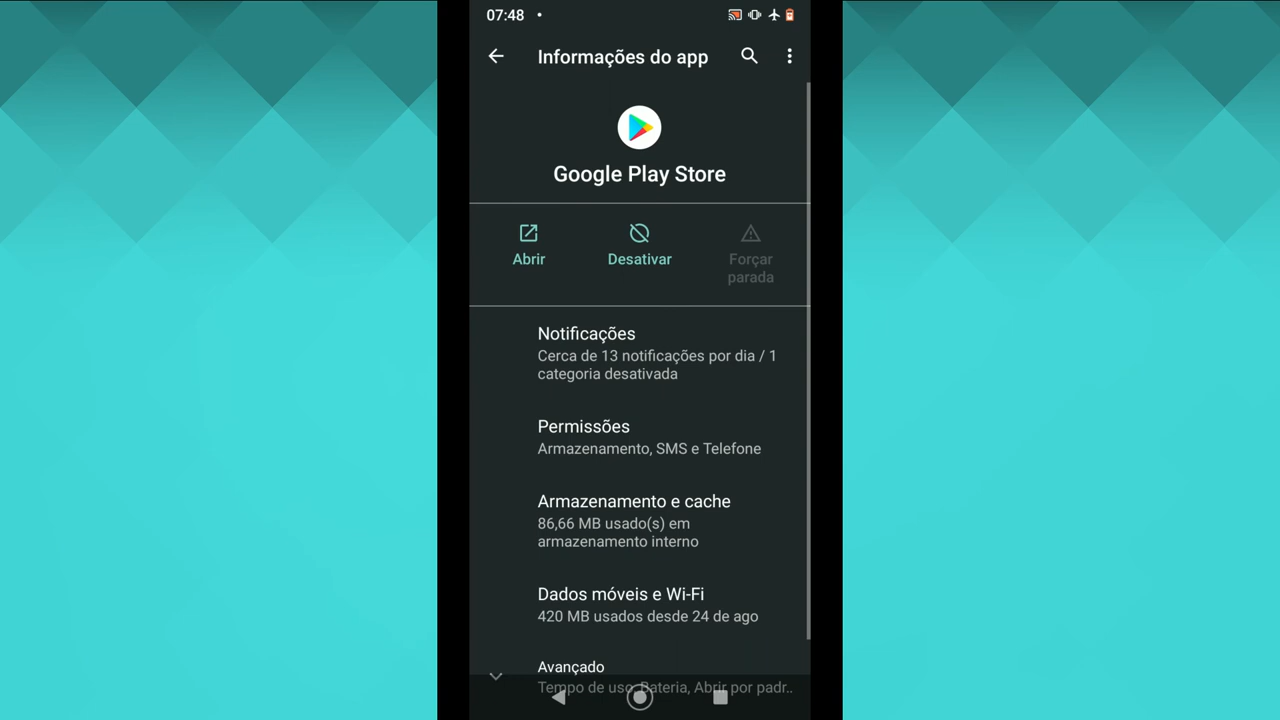 07:48
Informações do app
Google Play Store
Abrir
Desativar
Forçar
parada
Notificações
Cerca de 13 notificações por dia / 1
categoria desativada
Permissões
Armazenamento, SMS e Telefone
Armazenamento e cache
86,66 MB usado(s) em
armazenamento interno
Dados móveis e Wi-Fi
420 MB usados desde 24 de ago
Avançado
Tempo de uso, Bateria, Abrir por padr..